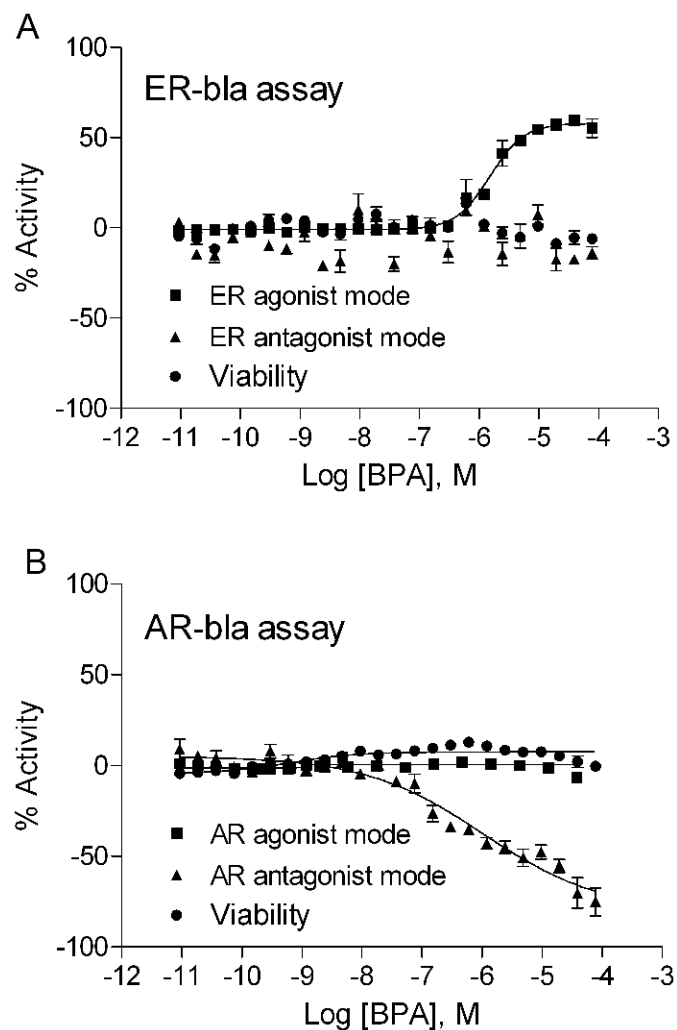 A
100
ER-bla assay
50
% Activity
0
-50
ER agonist mode
ER antagonist mode
Viability
-100
-12 -11 -10 -9 -8 -7 -6 -5 -4 -3
Log [BPA], M
B
100
AR-bla assay
50
% Activity
0
-50
AR agonist mode
AR antagonist mode
Viability
-100
-12 -11 -10 -9 -8 -7 -6 -5 -4 -3
Log [BPA], M